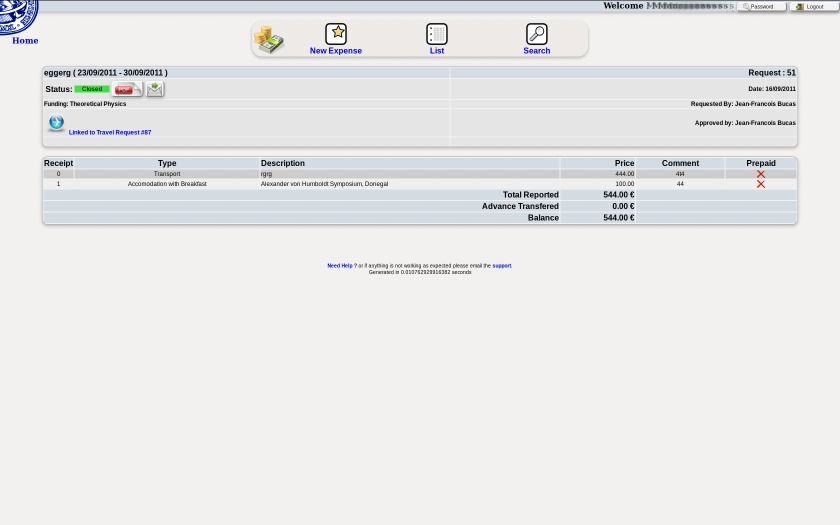 Welcome
Password
Logout
Home
New Expense
List
Search
eggerg ( 23/09/2011 - 30/09/2011 )
Request : 51
Status: Closed PDF
Date: 16/09/2011
Funding: Theoretical Physics
Requested By: Jean-Francois Bucas
Linked to Travel Request #87
Approved by: Jean-Francois Bucas
Receipt Type Description Price Comment Prepaid
0 Transport rgrg 444.00 4t4
1 Accomodation with Breakfast Alexander von Humboldt Symposium, Donegal 100.00 44
Total Reported 544.00 €
Advance Transfered 0.00 €
Balance 544.00 €
Need Help ? or if anything is not working as expected please email the support.
Generated in 0.010762929916382 seconds